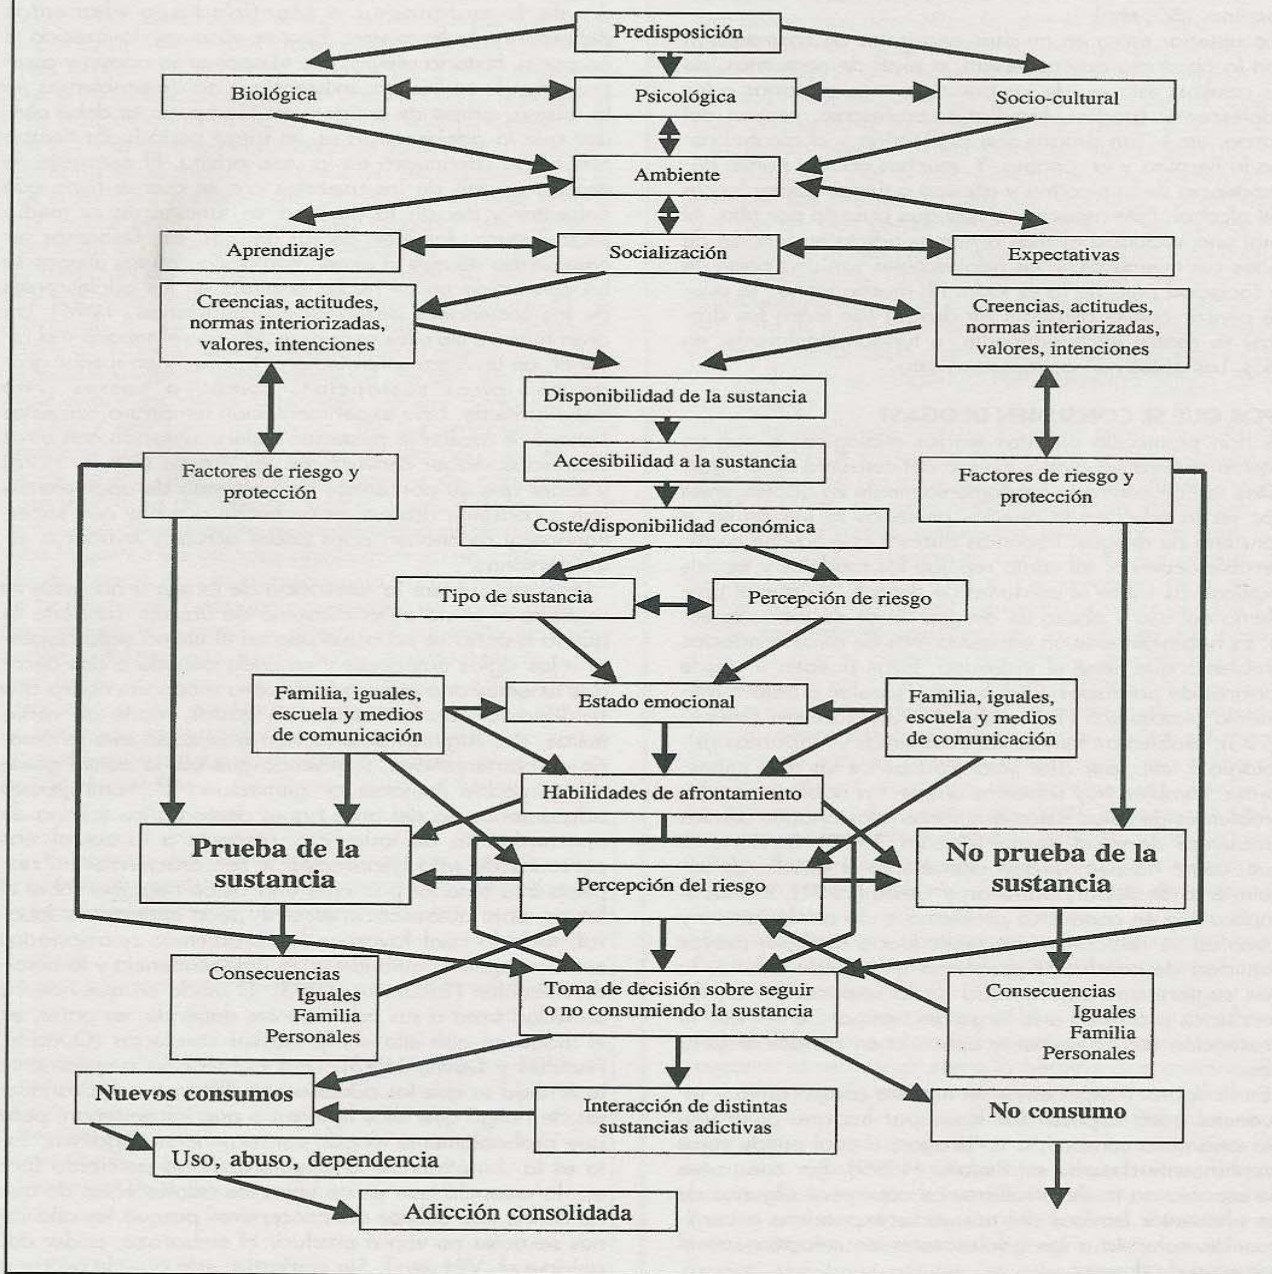 Predisposición
Biológica
Psicológica
Socio-cultural
Ambiente
Aprendizaje
Socialización
Expectativas
Creencias, actitudes,
normas interiorizadas,
valores, intenciones
Creencias, actitudes,
normas interiorizadas,
valores, intenciones
Disponibilidad de la sustancia
Factores de riesgo y
protección
Accesibilidad a la sustancia
Factores de riesgo y
protección
Coste/disponibilidad económica
Tipo de sustancia
Percepción de riesgo
Familia, iguales,
escuela y medios
de comunicación
Estado emocional
Familia, iguales,
escuela y medios
de comunicación
Habilidades de afrontamiento
Prueba de la
sustancia
Percepción del riesgo
No prueba de la
sustancia
Consecuencias
Iguales
Familia
Personales
Toma de decisión sobre seguir
o no consumiendo la sustancia
Consecuencias
Iguales
Familia
Personales
Nuevos consumos
Interacción de distintas
sustancias adictivas
No consumo
Uso, abuso, dependencia
Adicción consolidada